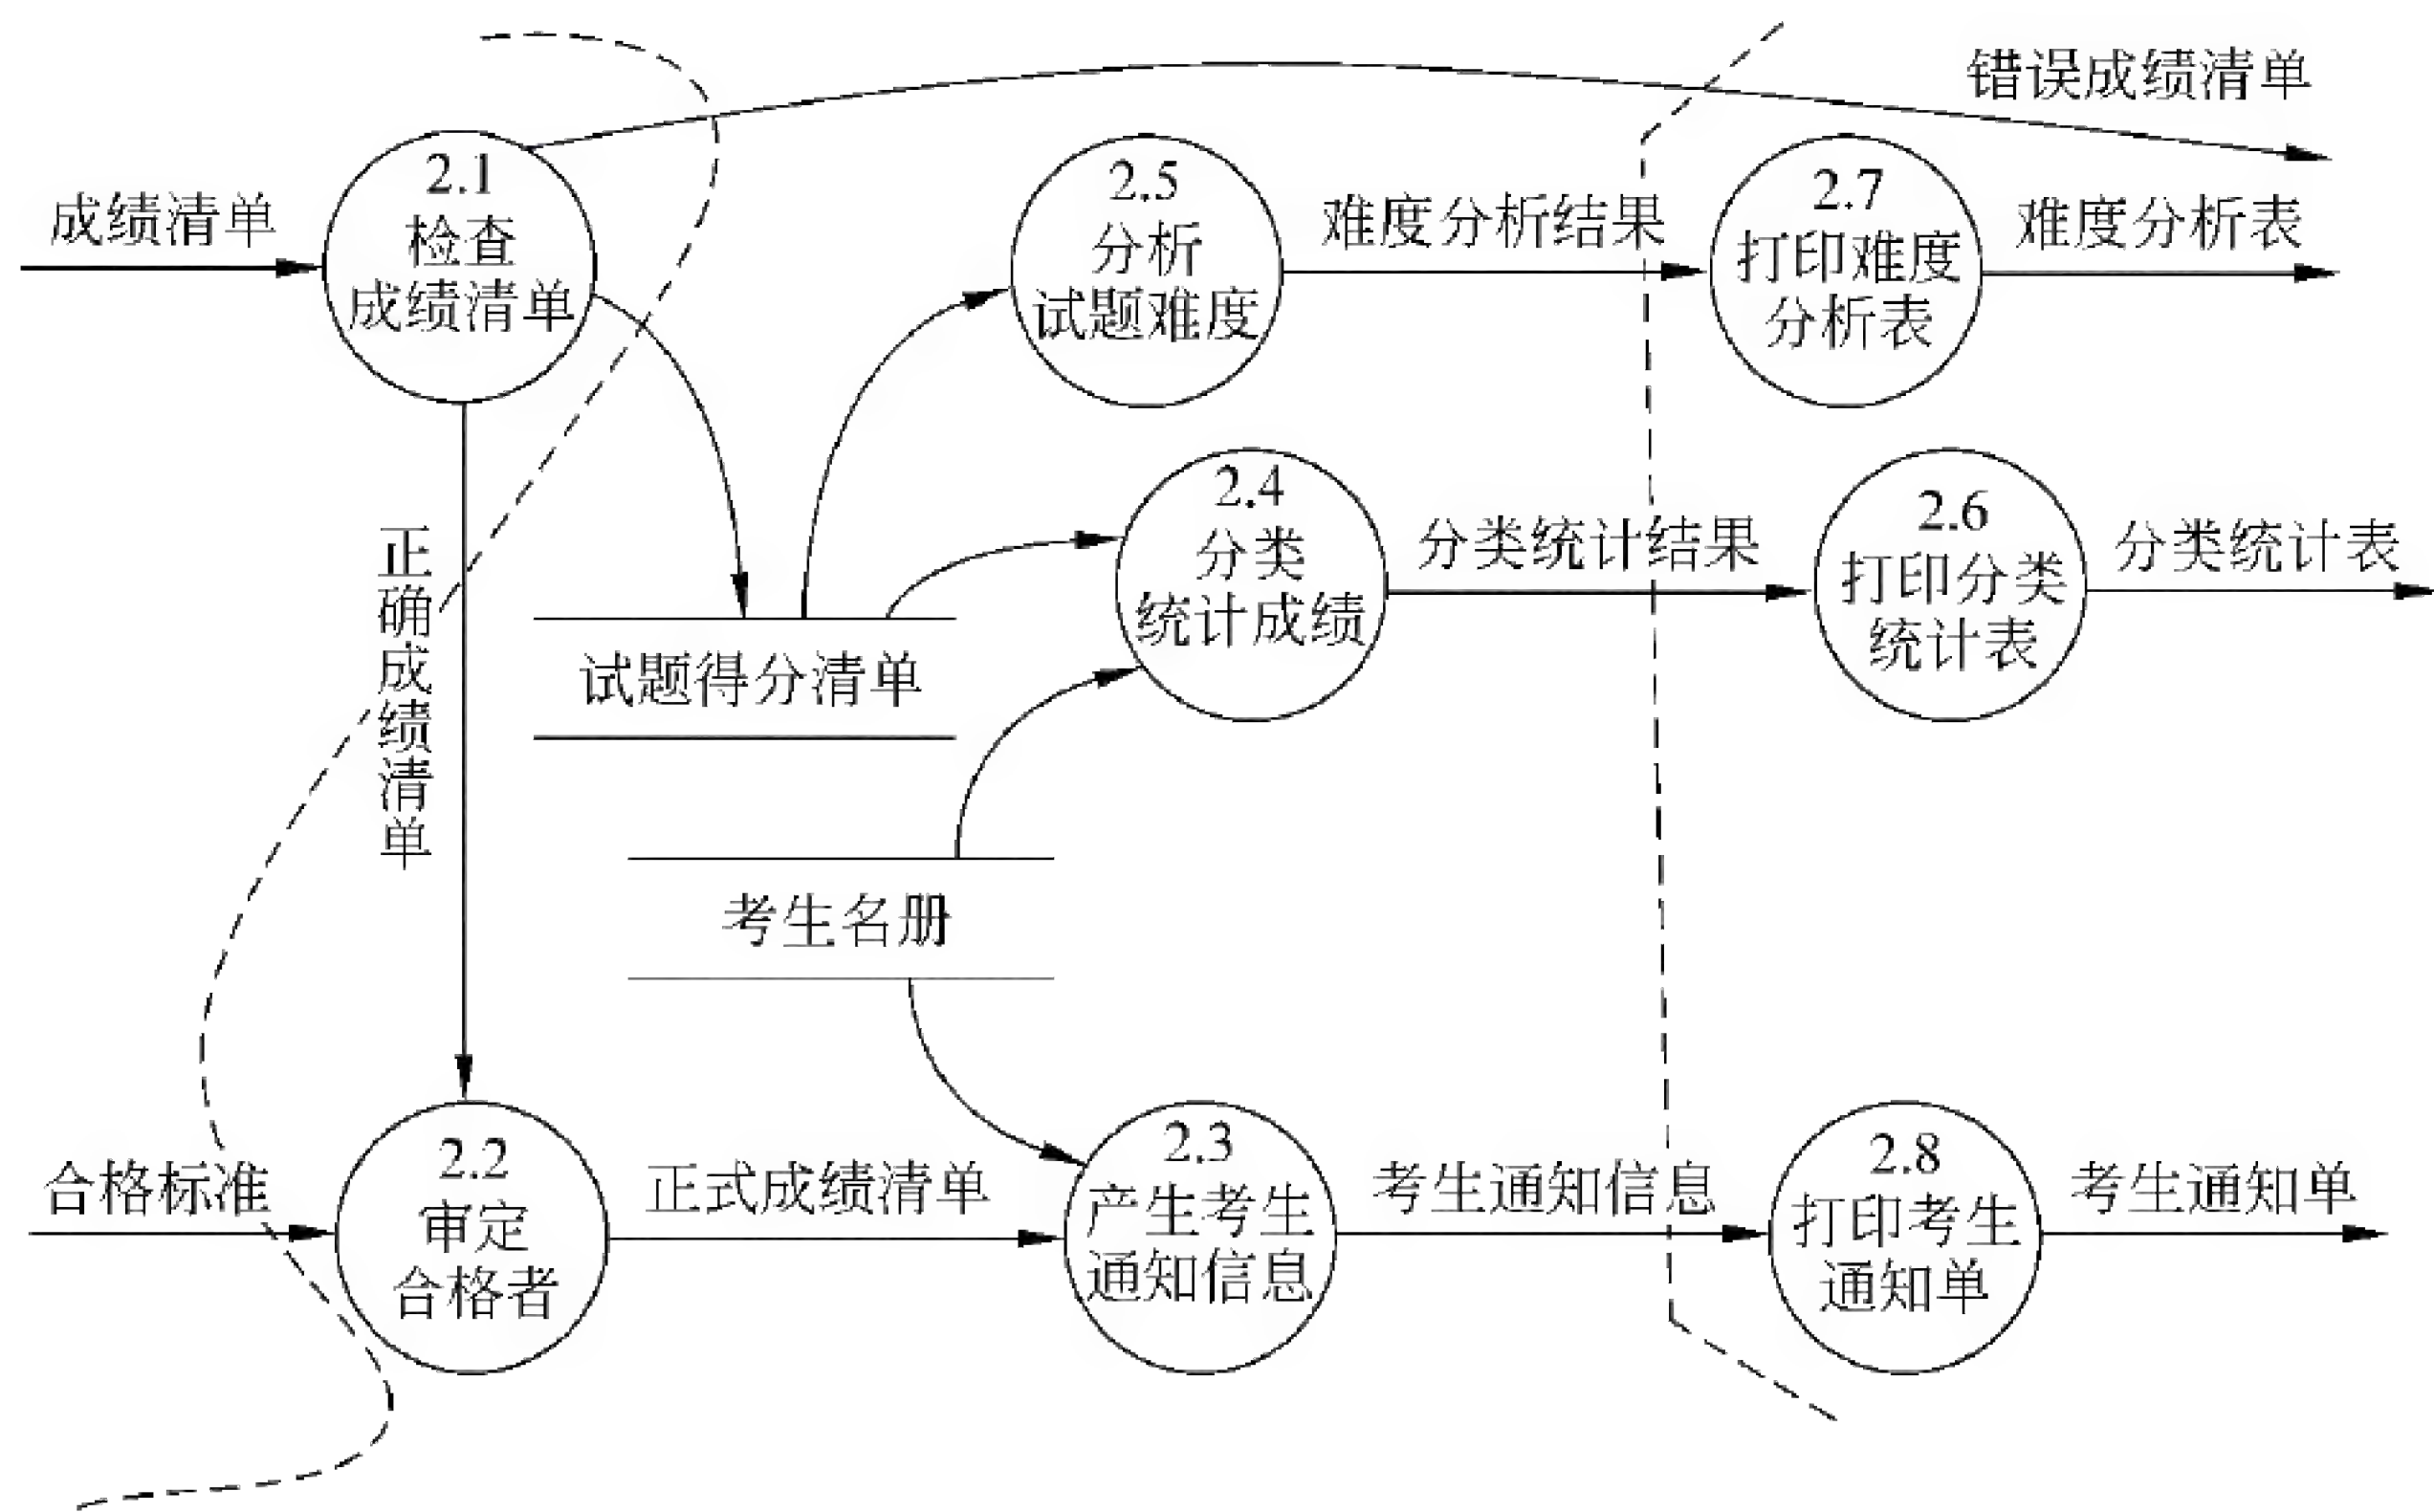 错误成绩清单
成绩清单
2.1
检查
成绩清单
2.5
分析
试题难度
难度分析结果
2.7
打印难度
分析表
难度分析表
正确成绩清单
2.4
分类
统计成绩
分类统计结果
2.6
打印分类
统计表
分类统计表
试题得分清单
考生名册
合格标准
2.2
审定
合格者
正式成绩清单
2.3
产生考生
通知信息
考生通知信息
2.8
打印考生
通知单
考生通知单